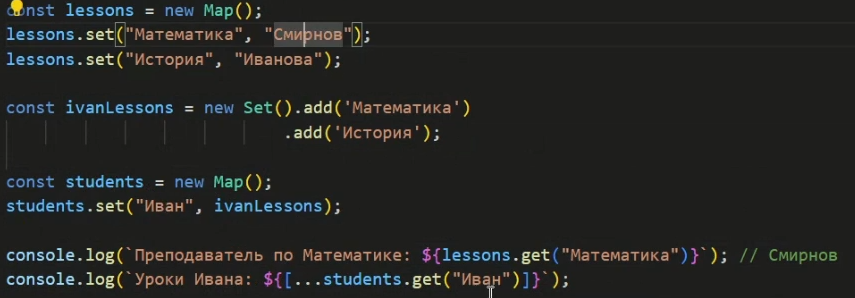 const lessons = new Map();
lessons.set("Математика", "Смирнов");
lessons.set("История", "Иванова");
const ivanLessons = new Set().add('Математика')
.add('История');
const students = new Map();
students.set("Иван", ivanLessons);
console.log(`Преподаватель по Математике: ${lessons.get("Математика")}`); // Смирнов
console.log(`Уроки Ивана: ${[...students.get("Иван")]}`);